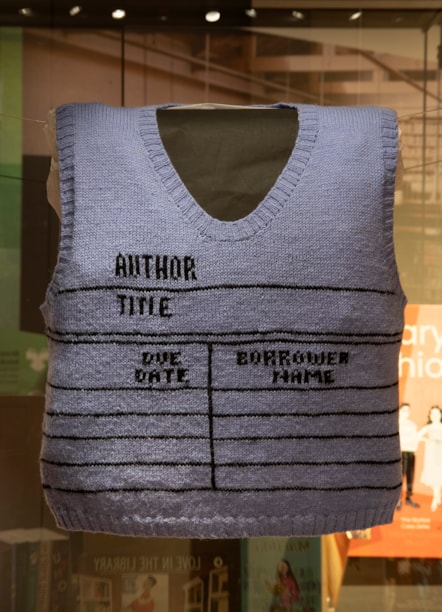 AUTHOR
TITLE
DUE
DATE
BORROWER
NAME
LOVE IN THE LIBRARY